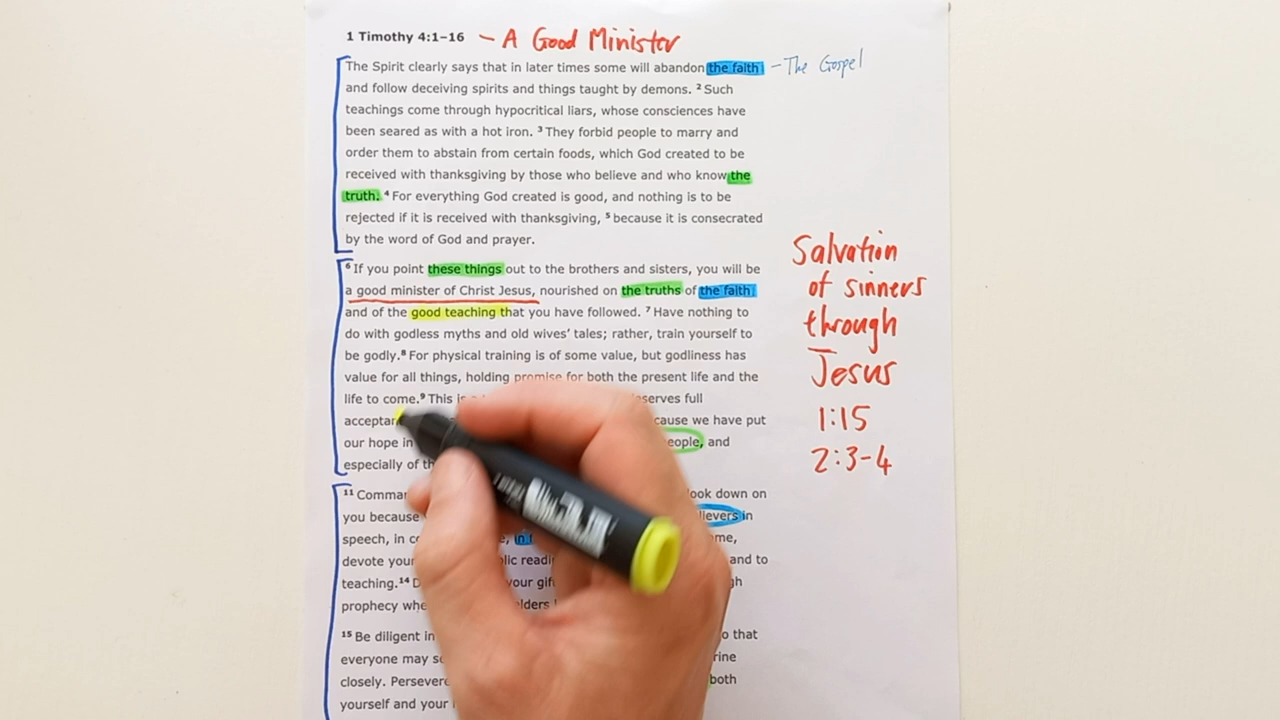 1 Timothy 4:1–16 – A Good Minister
The Spirit clearly says that in later times some will abandon the faith – The Gospel
and follow deceiving spirits and things taught by demons. ² Such
teachings come through hypocritical liars, whose consciences have
been seared as with a hot iron. ³ They forbid people to marry and
order them to abstain from certain foods, which God created to be
received with thanksgiving by those who believe and who know the
truth. ⁴ For everything God created is good, and nothing is to be
rejected if it is received with thanksgiving, ⁵ because it is consecrated
by the word of God and prayer.
⁶ If you point these things out to the brothers and sisters, you will be
a good minister of Christ Jesus, nourished on the truths of the faith
and of the good teaching that you have followed. ⁷ Have nothing to
do with godless myths and old wives’ tales; rather, train yourself to
be godly. ⁸ For physical training is of some value, but godliness has
value for all things, holding promise for both the present life and the
life to come. ⁹ This full
cause we have put
our hope in and
especially of
¹¹ look down on
you because in
speech, in
devote and to
teaching. ¹⁴
prophecy
¹⁵ Be diligent in that
everyone may
closely. both
yourself and your
Salvation
of sinners
through
Jesus
1:15
2:3-4